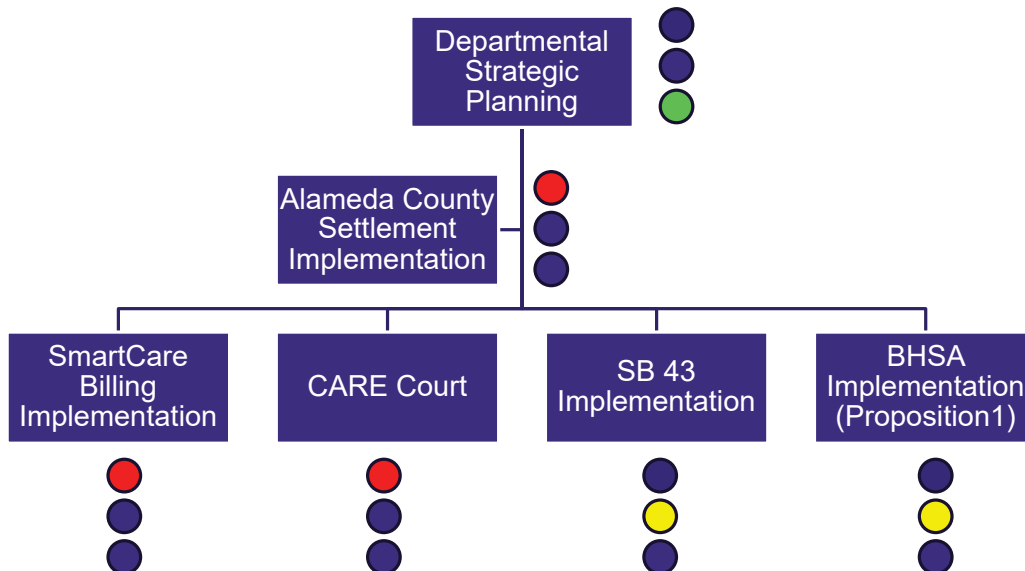 Departmental
Strategic
Planning
Alameda County
Settlement
Implementation
SmartCare
Billing
Implementation
CARE Court
SB 43
Implementation
BHSA
Implementation
(Proposition1)